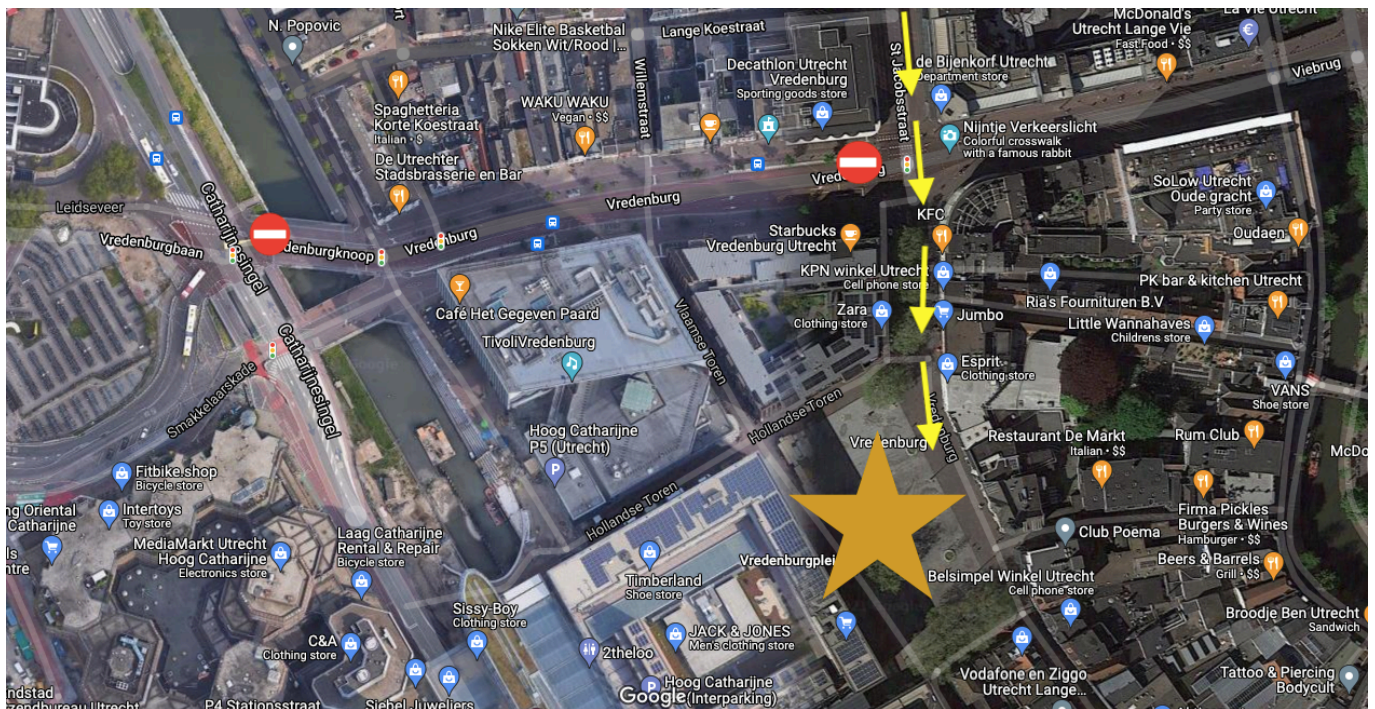 N. Popovic
Nike Elite Basketbal
Sokken Wit/Rood |...
Lange Koestraat
Willemstraat
Decathlon Utrecht
Vredenburg
Sporting goods store
St Jacobsstraat
McDonald's
Utrecht Lange Vie
Fast Food · $$
La Vie Utrecht
de Bijenkorf Utrecht
Department store
Viebrug
Spaghetteria
Korte Koestraat
Italian · $
WAKU WAKU
Vegan · $$
Nijntje Verkeerslicht
Colorful crosswalk
with a famous rabbit
De Utrechter
Stadsbrasserie en Bar
Leidseveer
Catharijnesingel
Vredenburg
SoLow Utrecht
Oude gracht
Party store
KFC
Oudaen
Vredenburgbaan
Vredenburg
Starbucks
Vredenburg Utrecht
KPN winkel Utrecht
Cell phone store
PK bar & kitchen Utrecht
Ria's Fournituren B.V
Café Het Gegeven Paard
Zara
Clothing store
Jumbo
Little Wannahaves
Childrens store
TivoliVredenburg
Vlaamse Toren
Catharijnesingel
Smakkelaarskade
Esprit
Clothing store
VANS
Shoe store
Hollandse Toren
Vredenburg
Vredenburg
Hoog Catharijne
P5 (Utrecht)
Restaurant De Markt
Italian · $$
Rum Club
Fitbike shop
Bicycle store
Intertoys
Toy store
Catharijne
Hollandse Toren
Laag Catharijne
Rental & Repair
Bicycle store
MediaMarkt Utrecht
Hoog Catharijne
Electronics store
Club Poema
Firma Pickles
Burgers & Wines
Hamburger · $$
Beers & Barrels
Grill · $$
Timberland
Shoe store
Belsimpel Winkel Utrecht
Cell phone store
Sissy-Boy
Clothing store
C&A
Clothing store
2theloo
JACK & JONES
Men's clothing store
Broodje Ben Utrecht
Sandwich
Vodafone en Ziggo
Utrecht Lange...
Tattoo & Piercing
Bodycult
Google
Hoog Catharijne
(Interparking)
P4 Stationsstraat
Siebel Juweliers